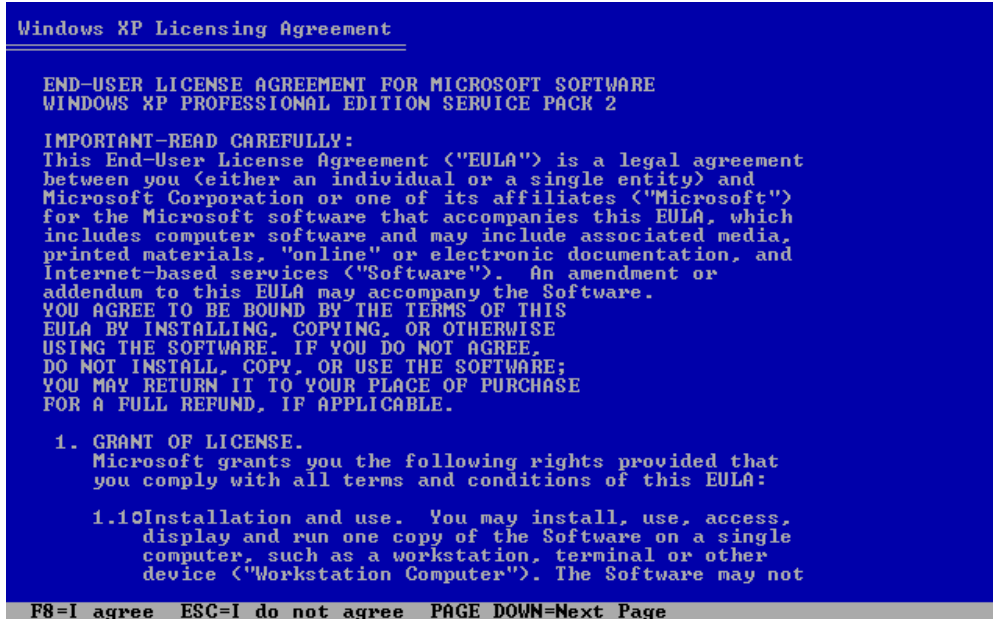 Windows XP Licensing Agreement
END-USER LICENSE AGREEMENT FOR MICROSOFT SOFTWARE
WINDOWS XP PROFESSIONAL EDITION SERVICE PACK 2
IMPORTANT-READ CAREFULLY:
This End-User License Agreement ("EULA") is a legal agreement
between you (either an individual or a single entity) and
Microsoft Corporation or one of its affiliates ("Microsoft")
for the Microsoft software that accompanies this EULA, which
includes computer software and may include associated media,
printed materials, "online" or electronic documentation, and
Internet-based services ("Software").  An amendment or
addendum to this EULA may accompany the Software.
YOU AGREE TO BE BOUND BY THE TERMS OF THIS
EULA BY INSTALLING, COPYING, OR OTHERWISE
USING THE SOFTWARE. IF YOU DO NOT AGREE,
DO NOT INSTALL, COPY, OR USE THE SOFTWARE;
YOU MAY RETURN IT TO YOUR PLACE OF PURCHASE
FOR A FULL REFUND, IF APPLICABLE.
1. GRANT OF LICENSE.
Microsoft grants you the following rights provided that
you comply with all terms and conditions of this EULA:
1.1○Installation and use.  You may install, use, access,
display and run one copy of the Software on a single
computer, such as a workstation, terminal or other
device ("Workstation Computer"). The Software may not
F8=I agree  ESC=I do not agree  PAGE DOWN=Next Page